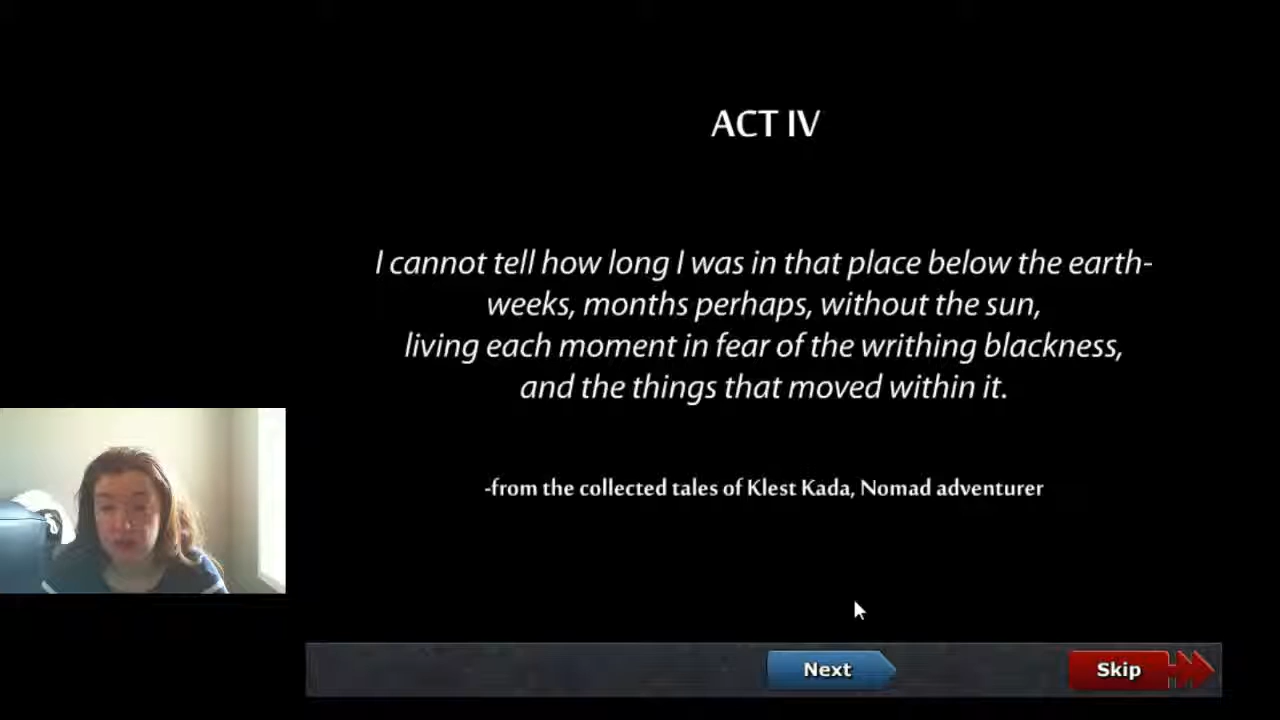 ACT IV
I cannot tell how long I was in that place below the earth-
weeks, months perhaps, without the sun,
living each moment in fear of the writhing blackness,
and the things that moved within it.
-from the collected tales of Klest Kada, Nomad adventurer
Next
Skip